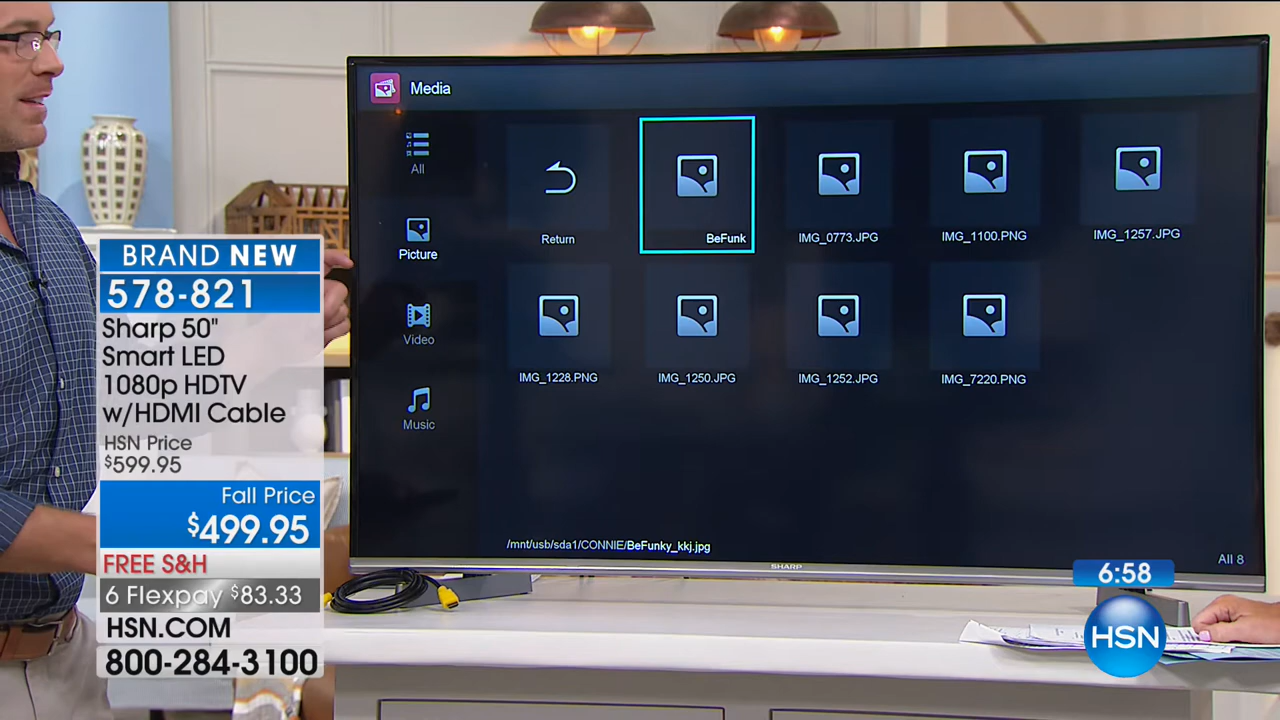 BRAND NEW
578-821
Sharp 50"
Smart LED
1080p HDTV
w/HDMI Cable
HSN Price
$599.95
Fall Price
$499.95
FREE S&H
6 Flexpay $83.33
HSN.COM
800-284-3100
Media
All
Picture
Video
Music
Return
BeFunk
IMG_0773.JPG
IMG_1100.PNG
IMG_1257.JPG
IMG_1228.PNG
IMG_1250.JPG
IMG_1252.JPG
IMG_7220.PNG
/mnt/usb/sda1/CONNIE/BeFunky_kkj.jpg
All 8
SHARP
6:58
HSN